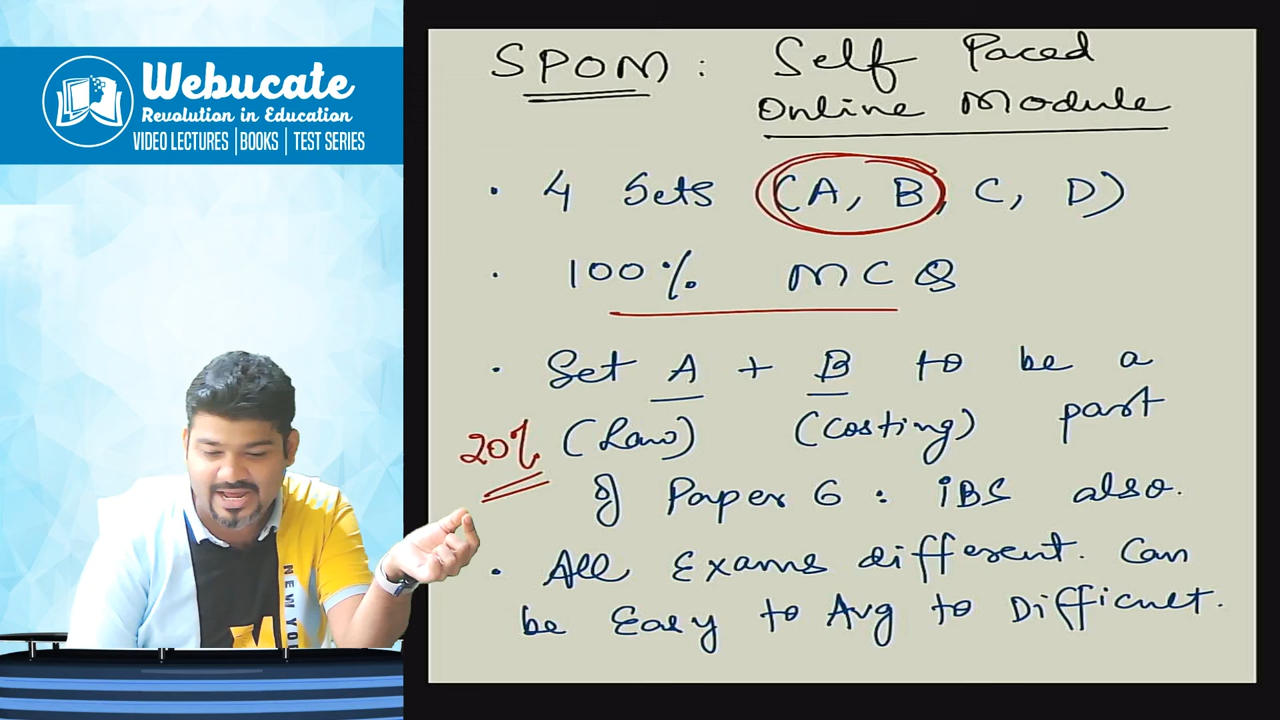 Webucate
Revolution in Education
VIDEO LECTURES | BOOKS | TEST SERIES
SPOM : Self Paced
Online Module
• 4 Sets (A, B, C, D)
• 100% MCQ
• Set A + B to be a
20% (Law) (Costing) part
of Paper 6 : IBS also.
• All Exams different. Can
be Easy to Avg to Difficult.
NEW YO